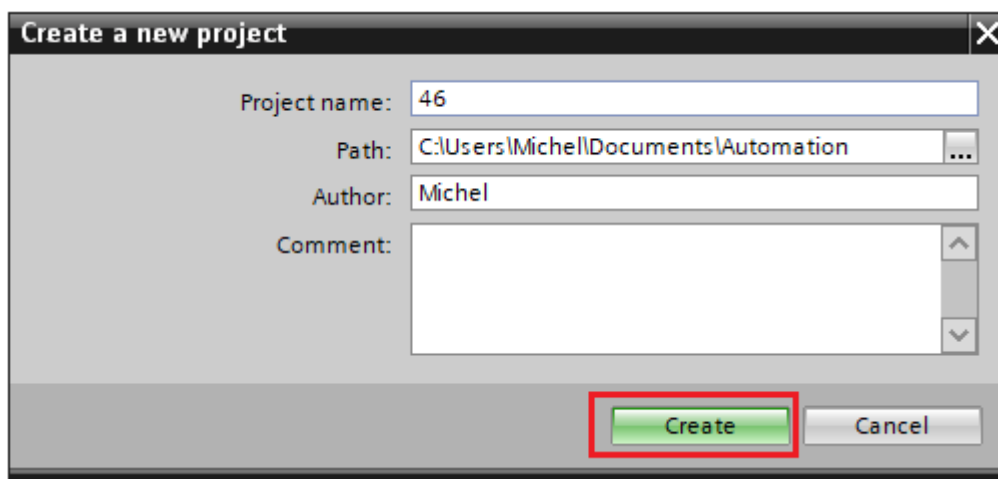 Create a new project
Project name: 46
Path: C:\Users\Michel\Documents\Automation ...
Author: Michel
Comment:
Create Cancel